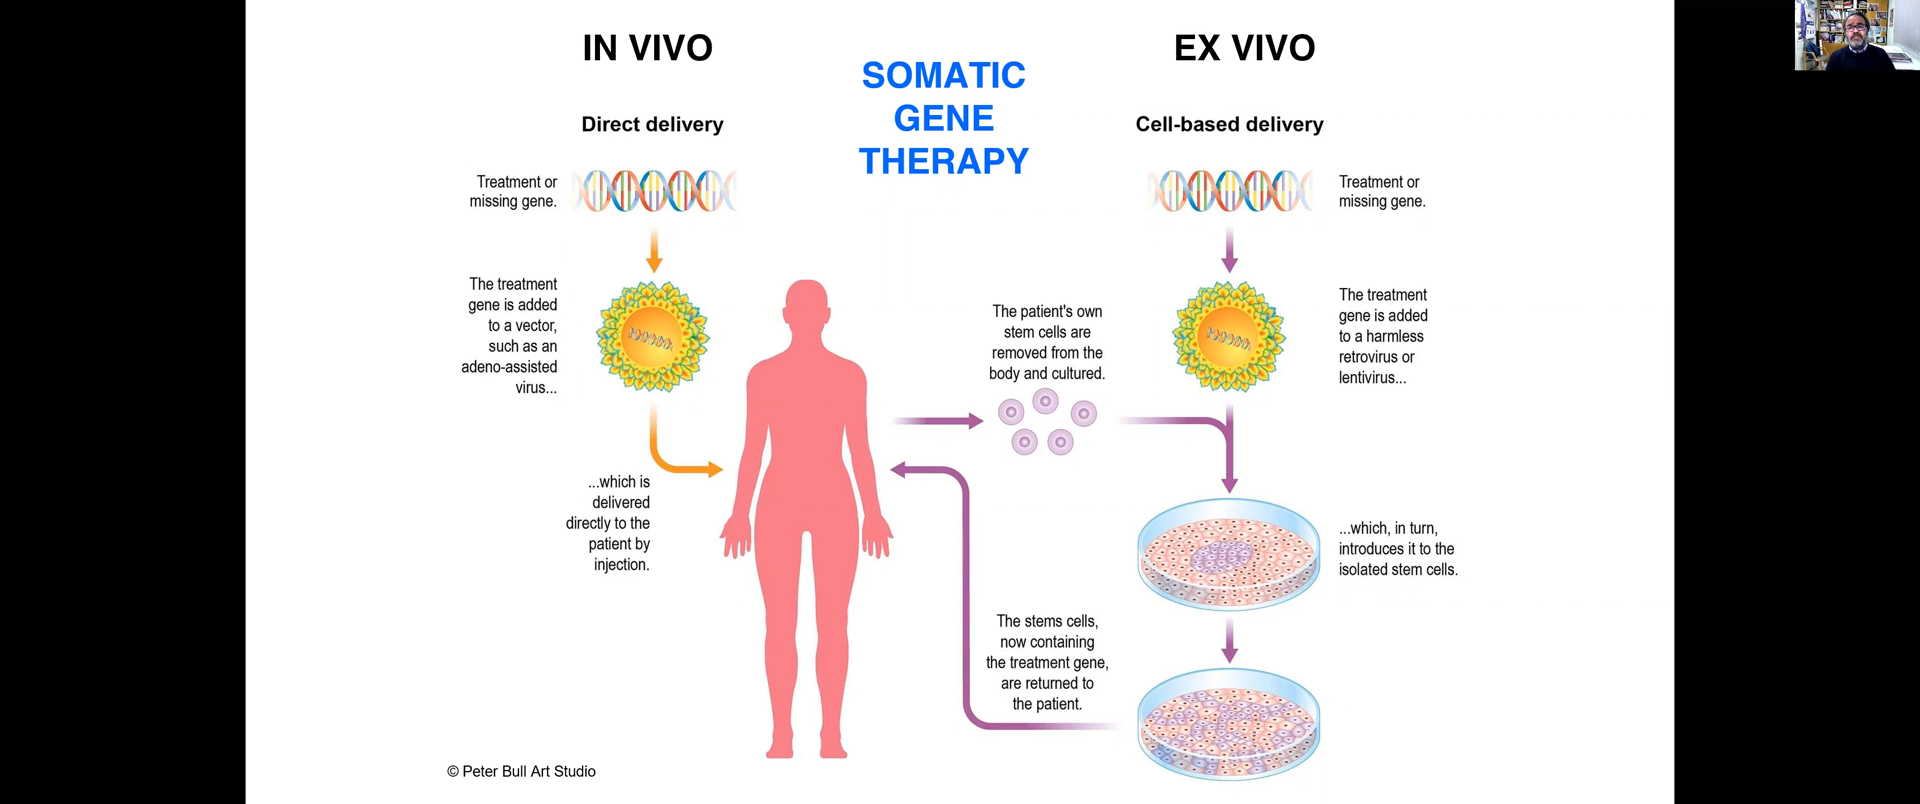 IN VIVO
Direct delivery
Treatment or
missing gene.
The treatment
gene is added
to a vector,
such as an
adeno-assisted
virus...
...which is
delivered
directly to the
patient by
injection.
SOMATIC
GENE
THERAPY
EX VIVO
Cell-based delivery
Treatment or
missing gene.
The patient's own
stem cells are
removed from the
body and cultured.
The treatment
gene is added
to a harmless
retrovirus or
lentivirus...
...which, in turn,
introduces it to the
isolated stem cells.
The stems cells,
now containing
the treatment gene,
are returned to
the patient.
© Peter Bull Art Studio